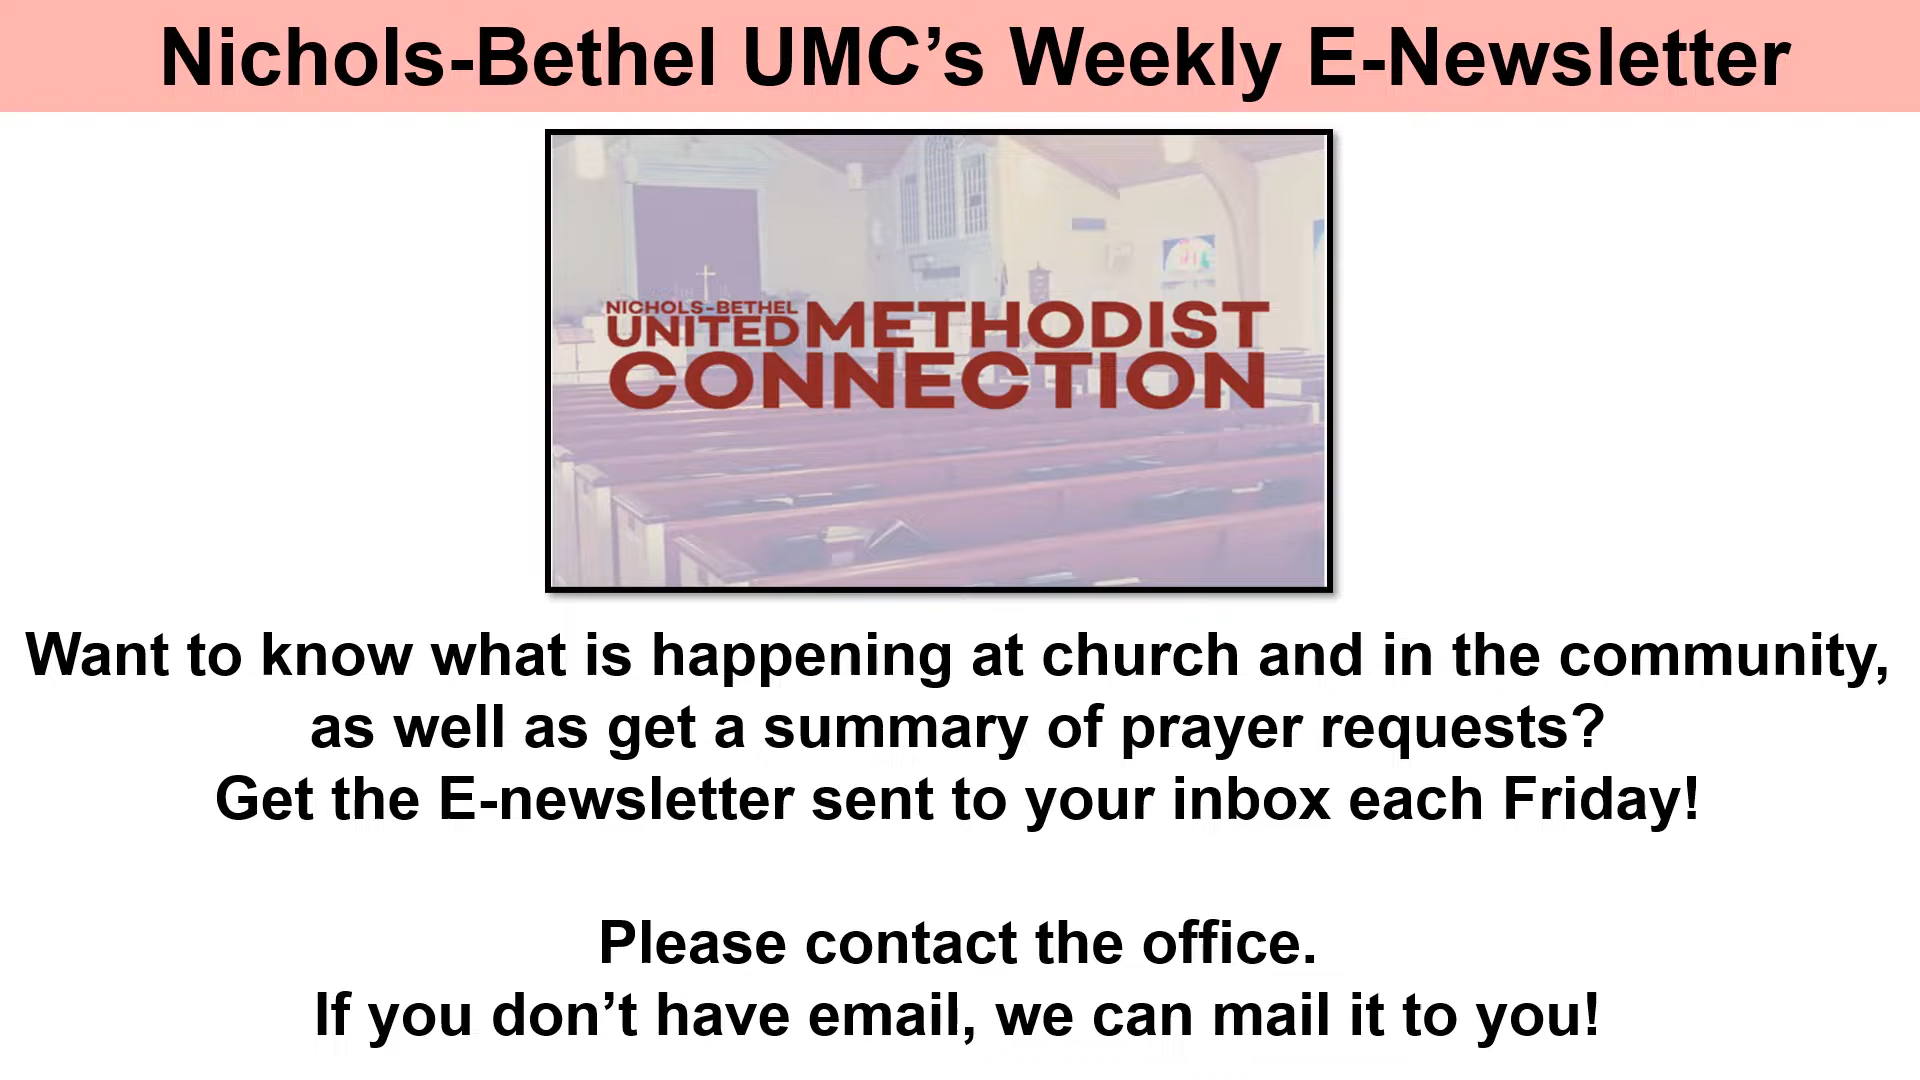 Nichols-Bethel UMC’s Weekly E-Newsletter
NICHOLS-BETHEL
UNITED METHODIST
CONNECTION
Want to know what is happening at church and in the community,
as well as get a summary of prayer requests?
Get the E-newsletter sent to your inbox each Friday!
Please contact the office.
If you don’t have email, we can mail it to you!